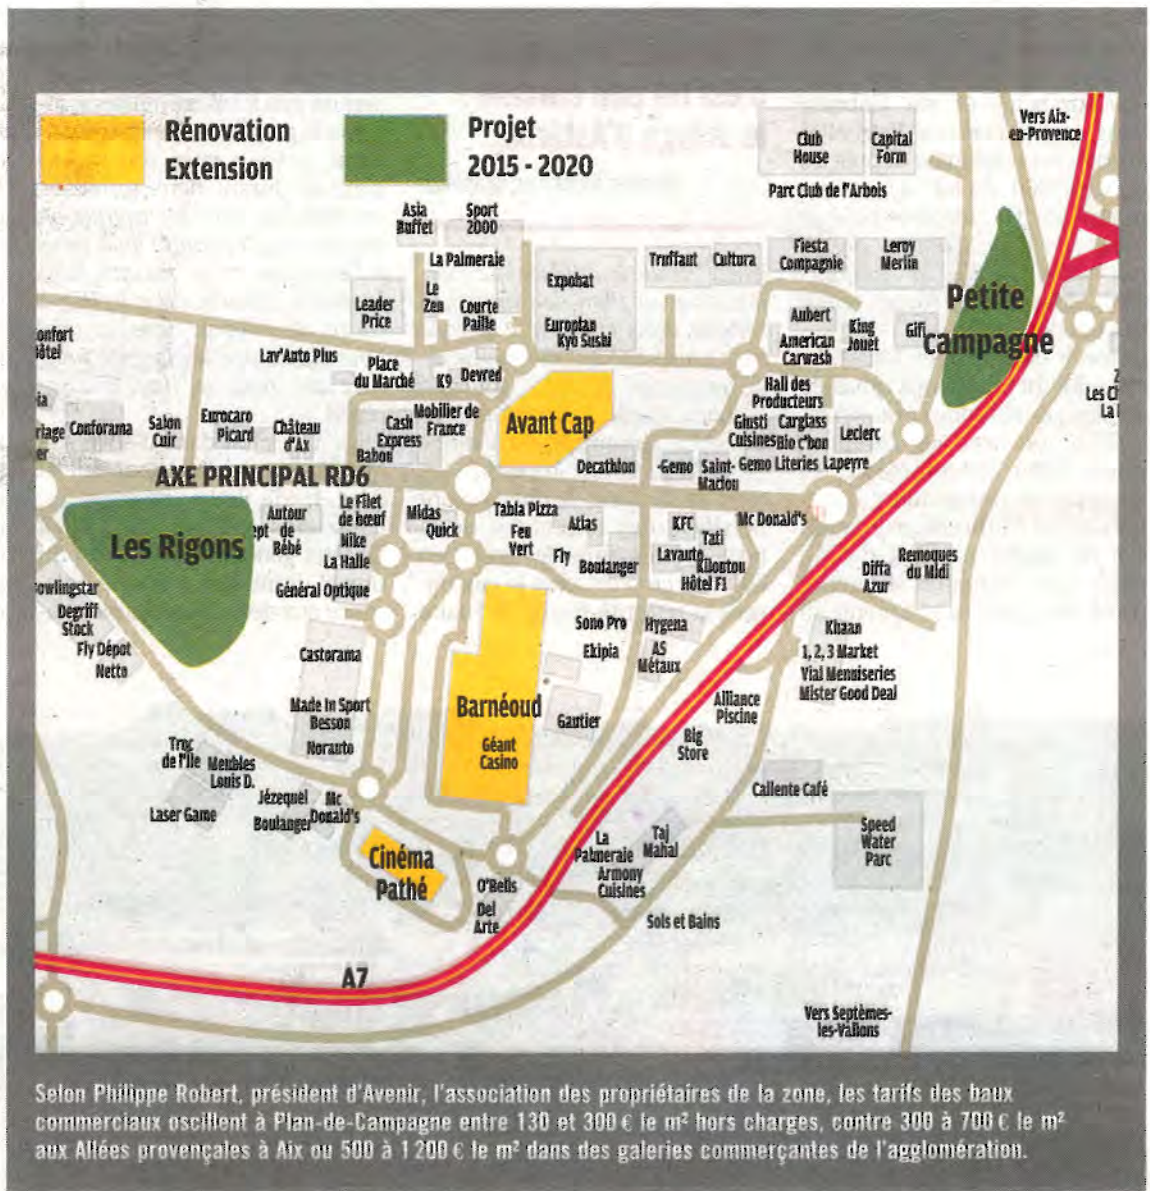 Rénovation
Extension
Projet
2015 - 2020
Vers Aix-
en-Provence
Club
House
Capital
Form
Parc Club de l'Arbois
Asia
Buffet
Sport
2000
La Palmeraie
Le
Zen
Courte
Paille
Leader
Price
Expobat
Europlan
Kyo Sushi
Truffaut
Cultura
Fiesta
Compagnie
Leroy
Merlin
Petite
campagne
Aubert
American
Carwash
King
Jouet
Gifi
Lav'Auto Plus
Place
du Marché
K9
Devred
Hall des
Producteurs
Conforama
Salon
Cuir
Eurocaro
Picard
Château
d'Ax
Cash
Express
Babou
Mobilier de
France
Avant Cap
Giusti
Cuisines
Carglass
Bio c'bon
Leclerc
Decathlon
Gemo
Saint-
Maclou
Gemo
Literies
Lapeyre
AXE PRINCIPAL RD6
Les Rigons
Autour
de
Bébé
Le Filet
de bœuf
Nike
La Halle
Midas
Quick
Tabla Pizza
Feu
Vert
Atlas
Fly
Boulanger
KFC
Tati
Lavauto
Kiloutou
Hôtel F1
Mc Donald's
Général Optique
Diffa
Azur
Remoques
du Midi
Degriff
Stock
Fly Dépôt
Netto
Castorama
Sono Pro
Ekipia
Hygena
AS
Métaux
Khaan
1, 2, 3 Market
Vial Menuiseries
Mister Good Deal
Made In Sport
Besson
Norauto
Barnéoud
Géant
Casino
Gautier
Alliance
Piscine
Big
Store
Troc
de l'Ile
Meubles
Louis D.
Laser Game
Jézequel
Boulanger
Mc
Donald's
Callente Café
Speed
Water
Parc
Cinéma
Pathé
La
Palmeraie
Armony
Cuisines
Taj
Mahal
O'Bells
Del
Arte
Sols et Bains
A7
Vers Septèmes-
les-Vallons
Selon Philippe Robert, président d'Avenir, l'association des propriétaires de la zone, les tarifs des baux
commerciaux oscillent à Plan-de-Campagne entre 130 et 300 € le m² hors charges, contre 300 à 700 € le m²
aux Allées provençales à Aix ou 500 à 1 200 € le m² dans des galeries commerçantes de l'agglomération.